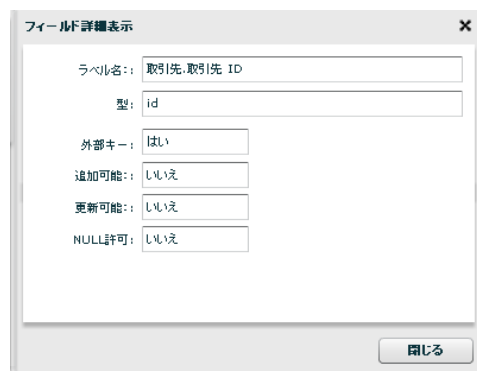 フィールド詳細表示
ラベル名: : 取引先.取引先 ID
型: id
外部キー: はい
追加可能: : いいえ
更新可能: : いいえ
NULL許可: いいえ
閉じる